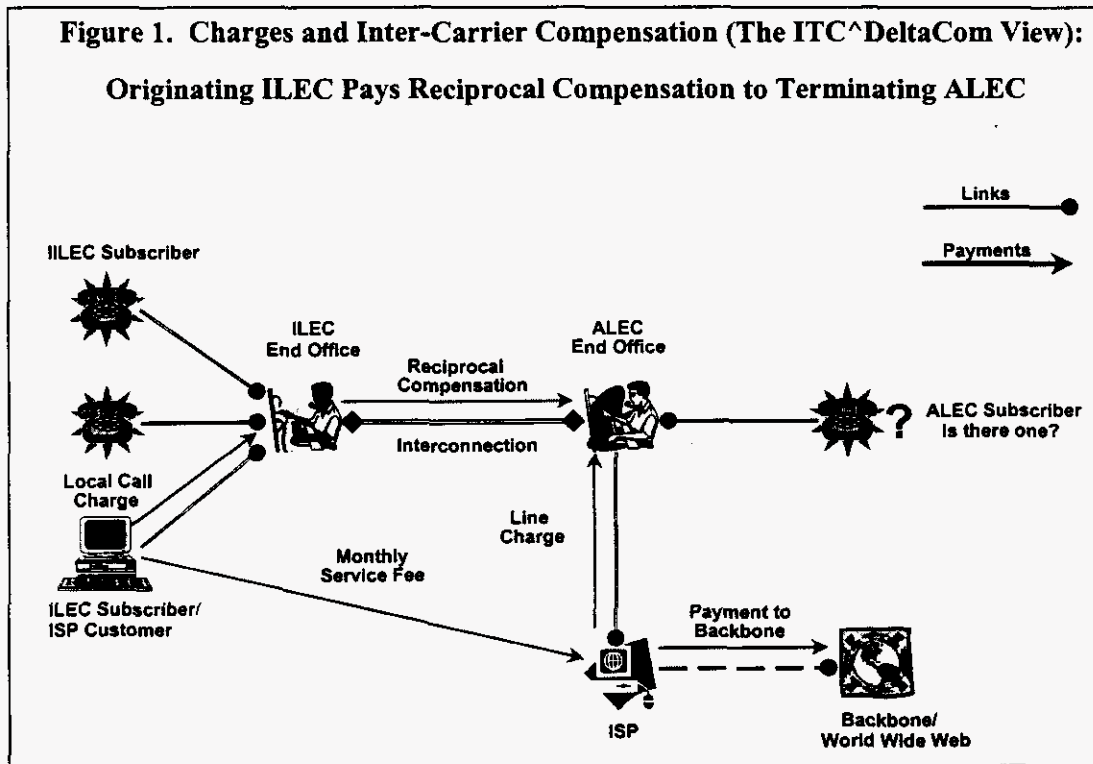 Figure 1. Charges and Inter-Carrier Compensation (The ITC^DeltaCom View):
Originating ILEC Pays Reciprocal Compensation to Terminating ALEC
Links
Payments
IILEC Subscriber
ILEC
End Office
ALEC
End Office
Reciprocal
Compensation
Interconnection
?
ALEC Subscriber
Is there one?
Local Call
Charge
Line
Charge
Monthly
Service Fee
ILEC Subscriber/
ISP Customer
Payment to
Backbone
ISP
Backbone/
World Wide Web